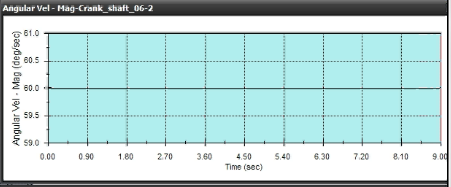 Angular Vel - Mag-Crank_shaft_06-2
Angular Vel - Mag (deg/sec)
61.0
60.5
60.0
59.5
59.0
0.00 0.90 1.80 2.70 3.60 4.50 5.40 6.30 7.20 8.10 9.00
Time (sec)